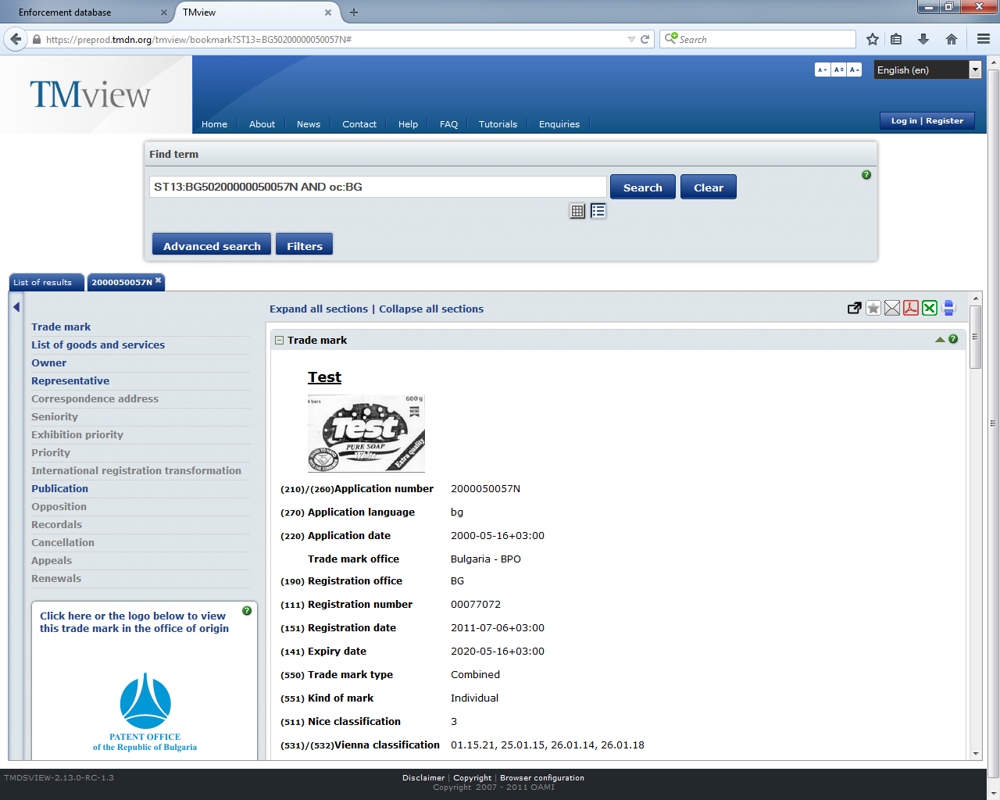 Enforcement database
TMview
https://preprod.tmdn.org/tmview/bookmark?ST13=BG50200000050057N#
Search
TMview
English (en)
Home About News Contact Help FAQ Tutorials Enquiries
Log in | Register
Find term
ST13:BG50200000050057N AND oc:BG
Search
Clear
Advanced search
Filters
List of results
2000050057N
Expand all sections | Collapse all sections
Trade mark
List of goods and services
Owner
Representative
Correspondence address
Seniority
Exhibition priority
Priority
International registration transformation
Publication
Opposition
Recordals
Cancellation
Appeals
Renewals
Click here or the logo below to view
this trade mark in the office of origin
PATENT OFFICE
of the Republic of Bulgaria
Trade mark
Test
bars
600 g
NEW
Test
PURE SOAP
White
Extra quality
(210)/(260)Application number 2000050057N
(270) Application language bg
(220) Application date 2000-05-16+03:00
Trade mark office Bulgaria - BPO
(190) Registration office BG
(111) Registration number 00077072
(151) Registration date 2011-07-06+03:00
(141) Expiry date 2020-05-16+03:00
(550) Trade mark type Combined
(551) Kind of mark Individual
(511) Nice classification 3
(531)/(532)Vienna classification 01.15.21, 25.01.15, 26.01.14, 26.01.18
TMDSVIEW-2.13.0-RC-1.3
Disclaimer | Copyright | Browser configuration
Copyright 2007 - 2011 OAMI